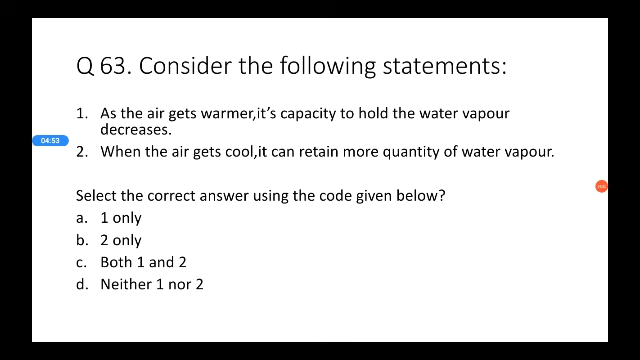 Q 63. Consider the following statements:
1. As the air gets warmer,it's capacity to hold the water vapour
decreases.
04:53
2. When the air gets cool,it can retain more quantity of water vapour.
Select the correct answer using the code given below?
a. 1 only
b. 2 only
c. Both 1 and 2
d. Neither 1 nor 2